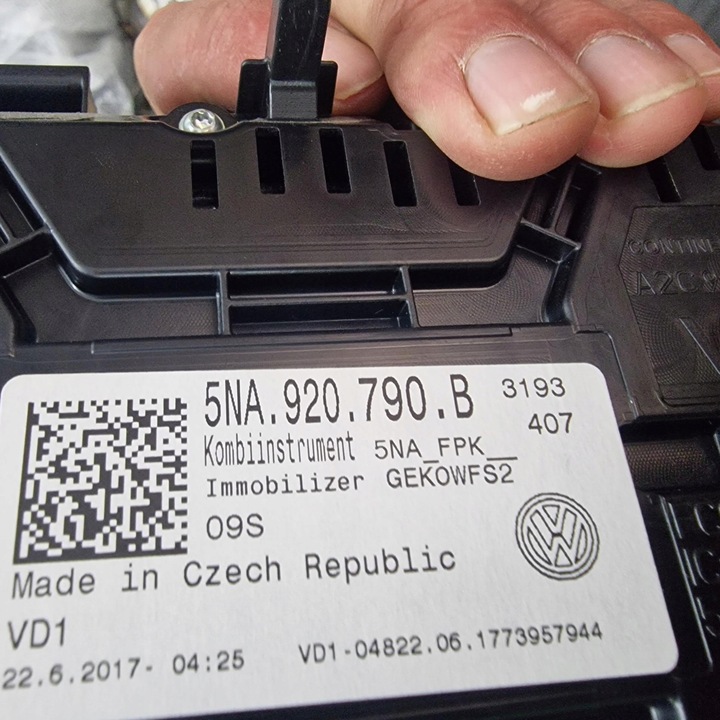 A2C
5NA.920.790.B 3193
407
Kombiinstrument 5NA_FPK__
Immobilizer GEKOWFS2
09S
Made in Czech Republic
VD1
22.6.2017- 04:25 VD1-04822.06.1773957944